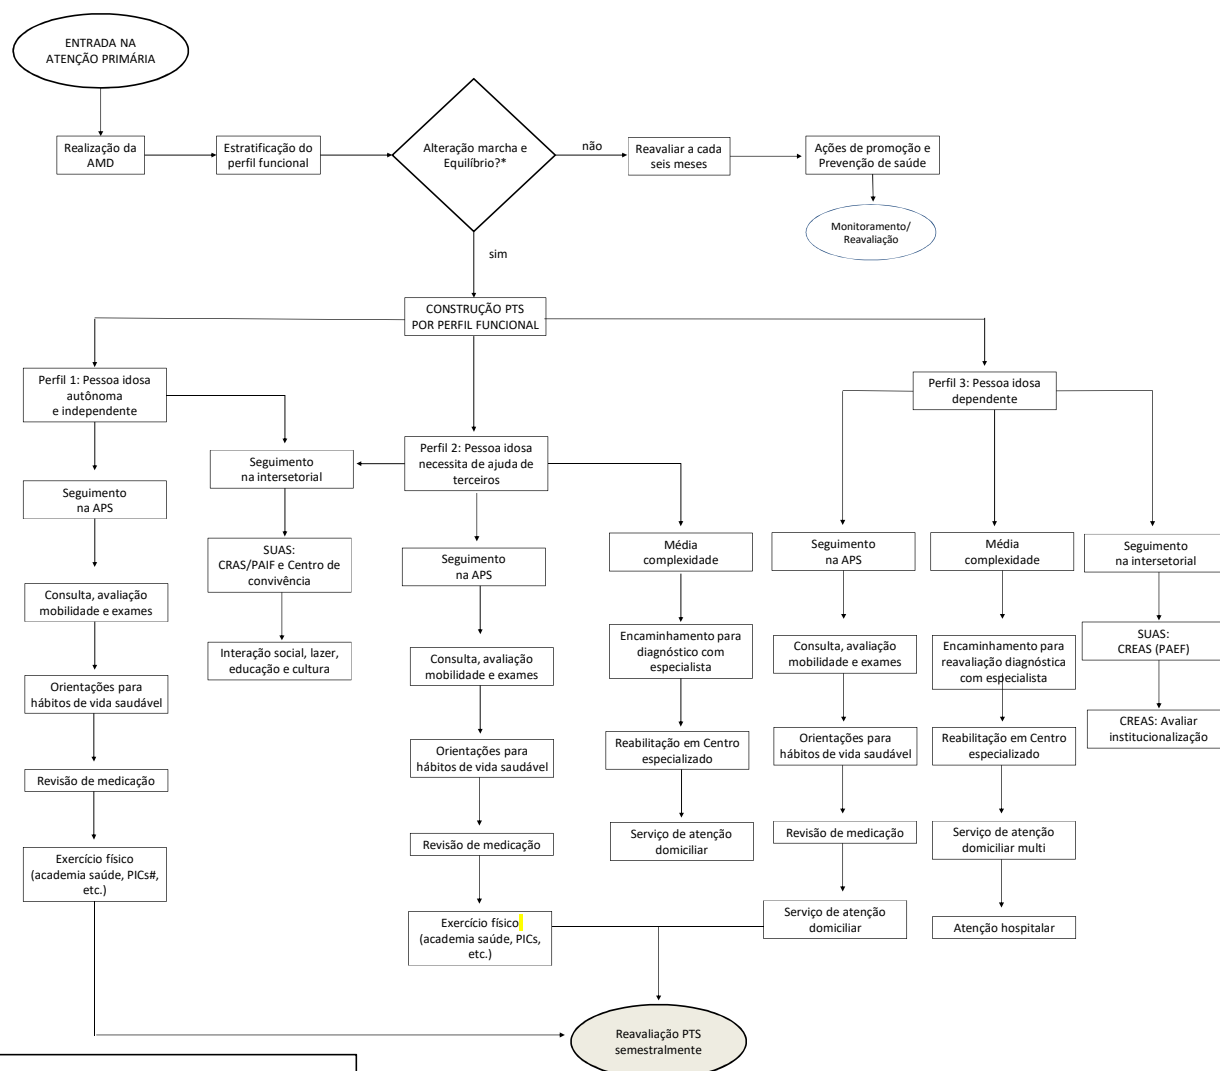 ENTRADA NA
ATENÇÃO PRIMÁRIA
Realização da
AMD
Estratificação do
perfil funcional
Alteração marcha e
Equilíbrio?*
não
Reavaliar a cada
seis meses
Ações de promoção e
Prevenção de saúde
Monitoramento/
Reavaliação
sim
CONSTRUÇÃO PTS
POR PERFIL FUNCIONAL
Perfil 1: Pessoa idosa
autônoma
e independente
Seguimento
na APS
Consulta, avaliação
mobilidade e exames
Orientações para
hábitos de vida saudável
Revisão de medicação
Exercício físico
(academia saúde, PICs#,
etc.)
Seguimento
na intersetorial
SUAS:
CRAS/PAIF e Centro de
convivência
Interação social, lazer,
educação e cultura
Perfil 2: Pessoa idosa
necessita de ajuda de
terceiros
Seguimento
na APS
Consulta, avaliação
mobilidade e exames
Orientações para
hábitos de vida saudável
Revisão de medicação
Exercício físico
(academia saúde, PICs,
etc.)
Média
complexidade
Encaminhamento para
diagnóstico com
especialista
Reabilitação em Centro
especializado
Serviço de atenção
domiciliar
Perfil 3: Pessoa idosa
dependente
Seguimento
na APS
Consulta, avaliação
mobilidade e exames
Orientações para
hábitos de vida saudável
Revisão de medicação
Serviço de atenção
domiciliar
Média
complexidade
Encaminhamento para
reavaliação diagnóstica
com especialista
Reabilitação em Centro
especializado
Serviço de atenção
domiciliar multi
Atenção hospitalar
Seguimento
na intersetorial
SUAS:
CREAS (PAEF)
CREAS: Avaliar
institucionalização
Reavaliação PTS
semestralmente